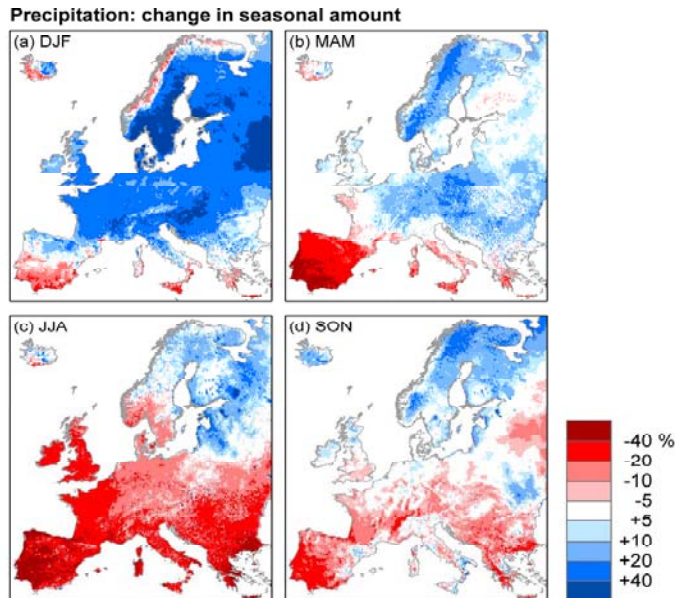 Precipitation: change in seasonal amount
(a) DJF
(b) MAM
(c) JJA
(d) SON
-40 %
-20
-10
-5
+5
+10
+20
+40